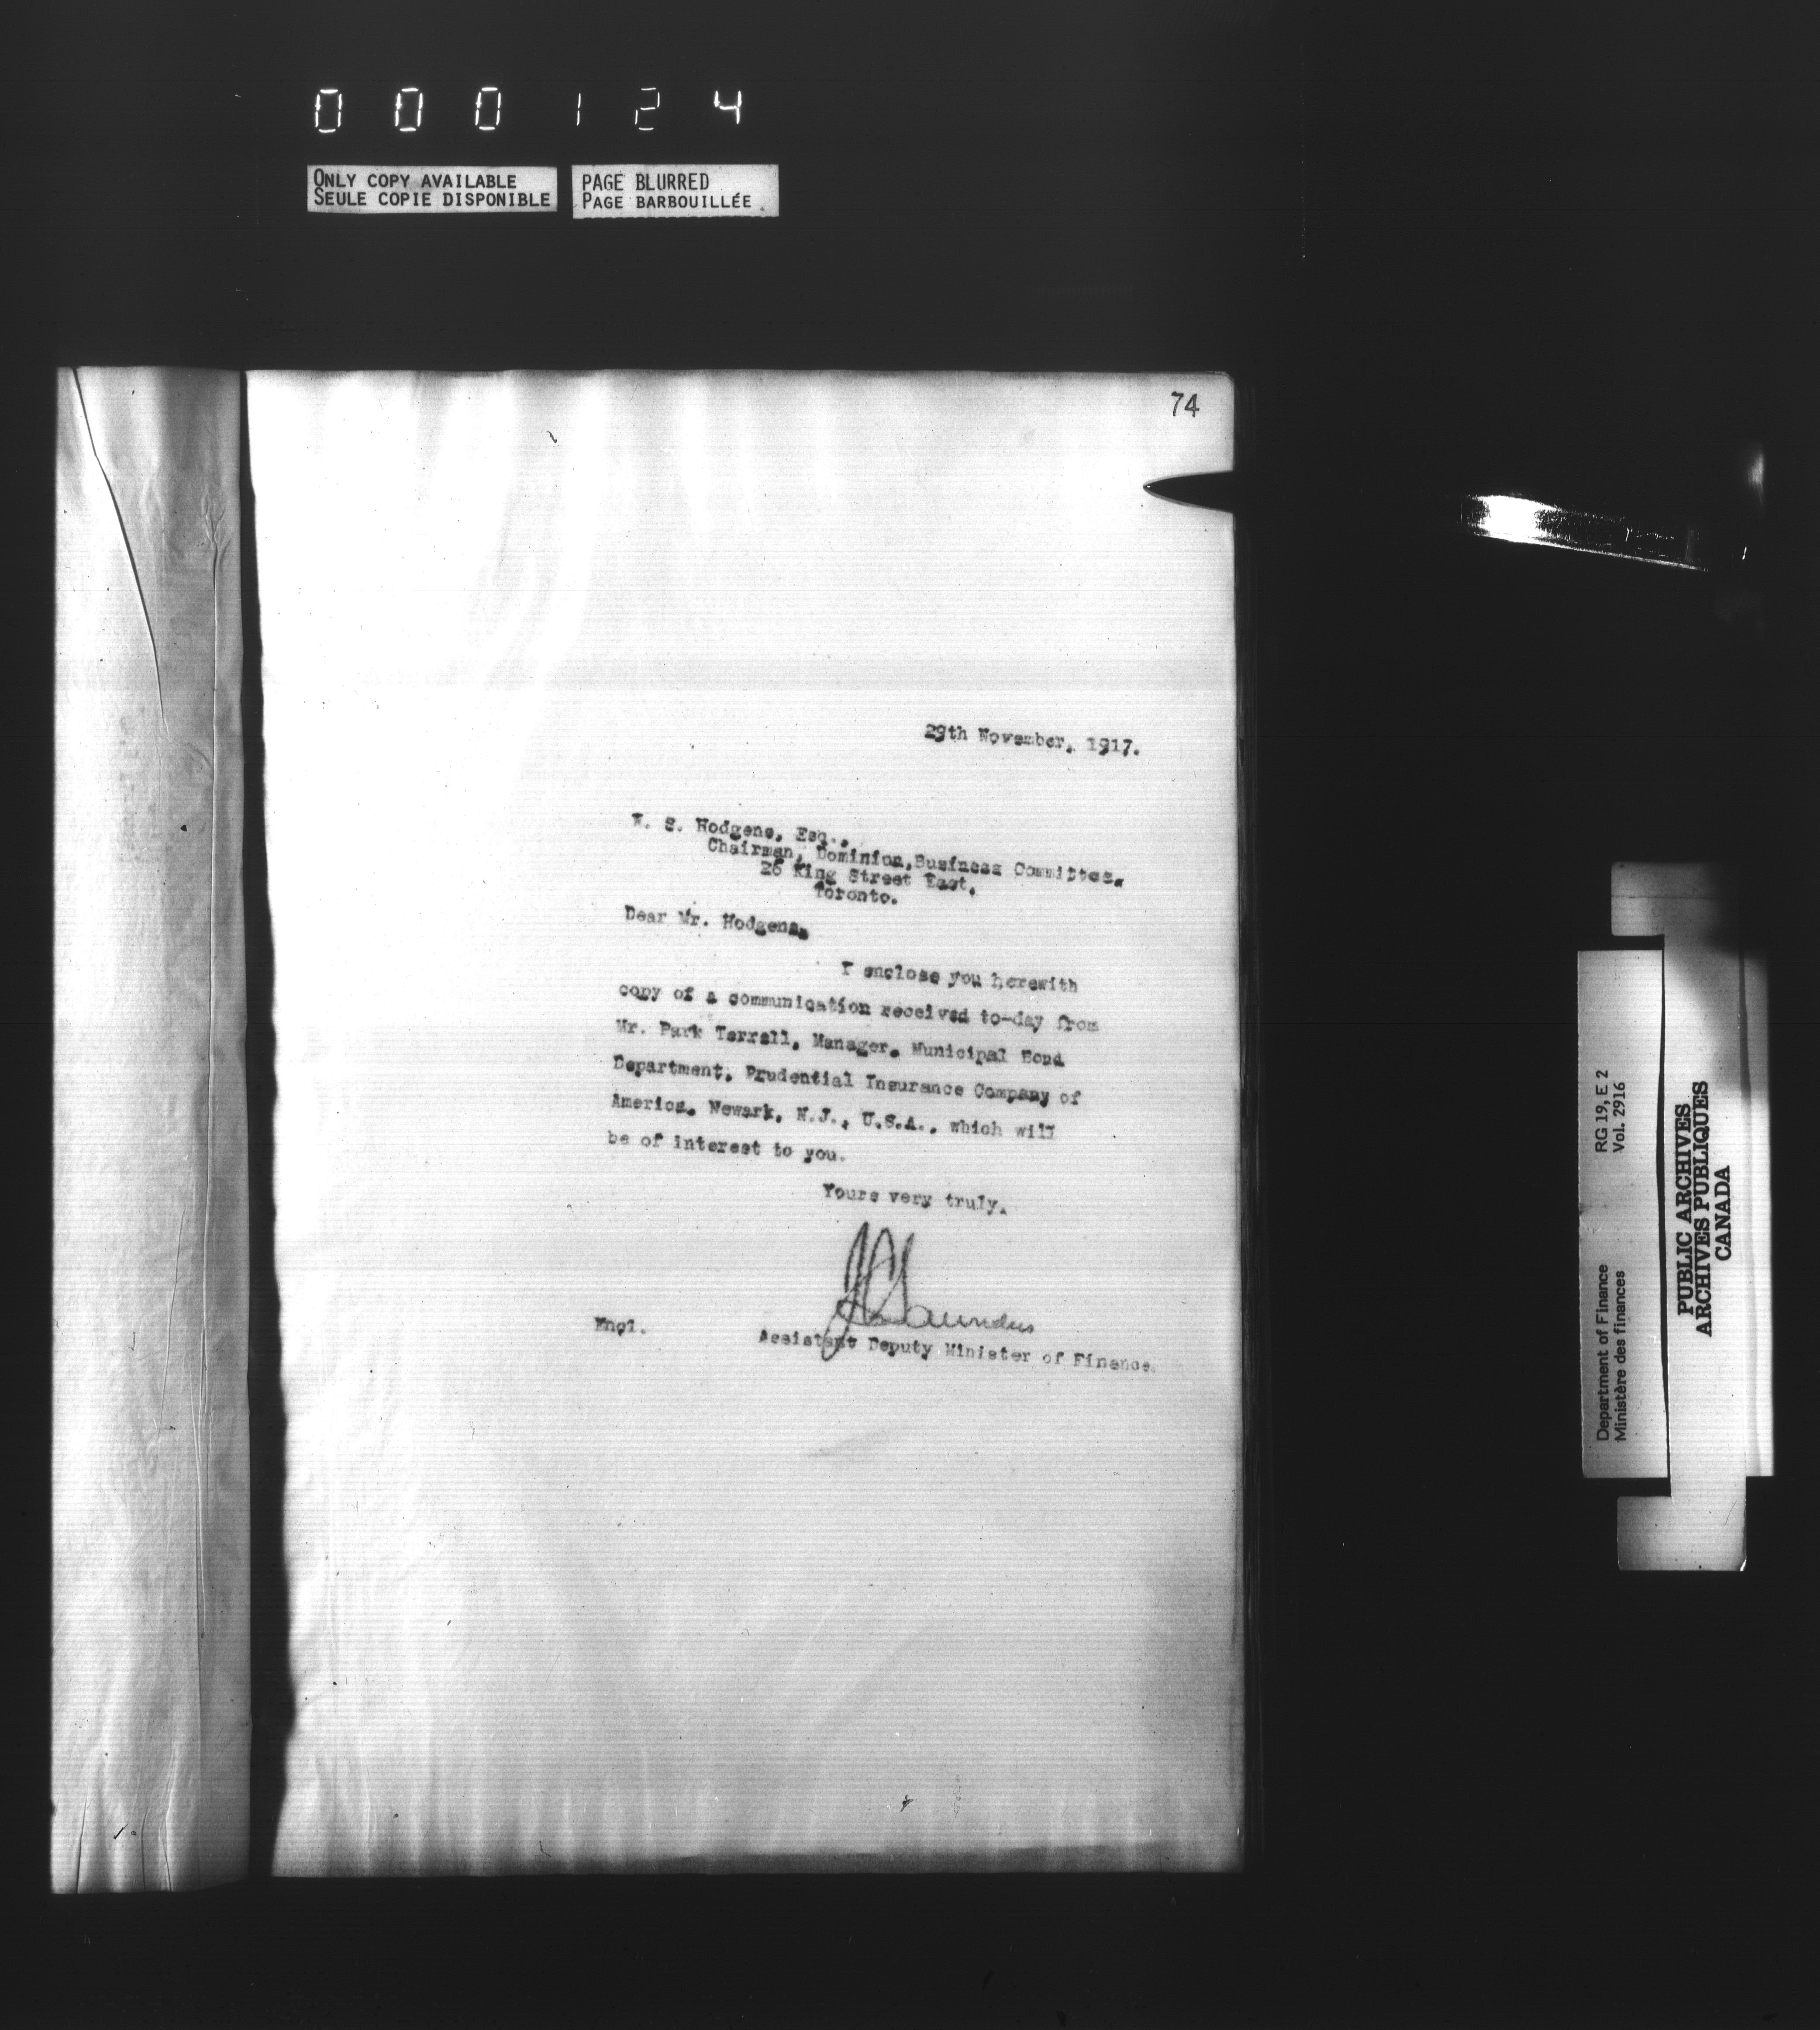 000124
ONLY COPY AVAILABLE
SEULE COPIE DISPONIBLE
PAGE BLURRED
PAGE BARBOUILLÉE
74
29th November, 1917.
W. S. Hodgens, Esq.,
Chairman, Dominion Business Committee,
26 King Street East,
Toronto.
Dear Mr. Hodgens,
I enclose you herewith
copy of a communication received to-day from
Mr. Park Terrell, Manager, Municipal Bond
Department, Prudential Insurance Company of
America, Newark, N.J., U.S.A., which will
be of interest to you.
Yours very truly,
JCSaunders
Encl.
Assistant Deputy Minister of Finance.
Department of Finance RG 19, E 2
Ministère des finances Vol. 2916
PUBLIC ARCHIVES
ARCHIVES PUBLIQUES
CANADA